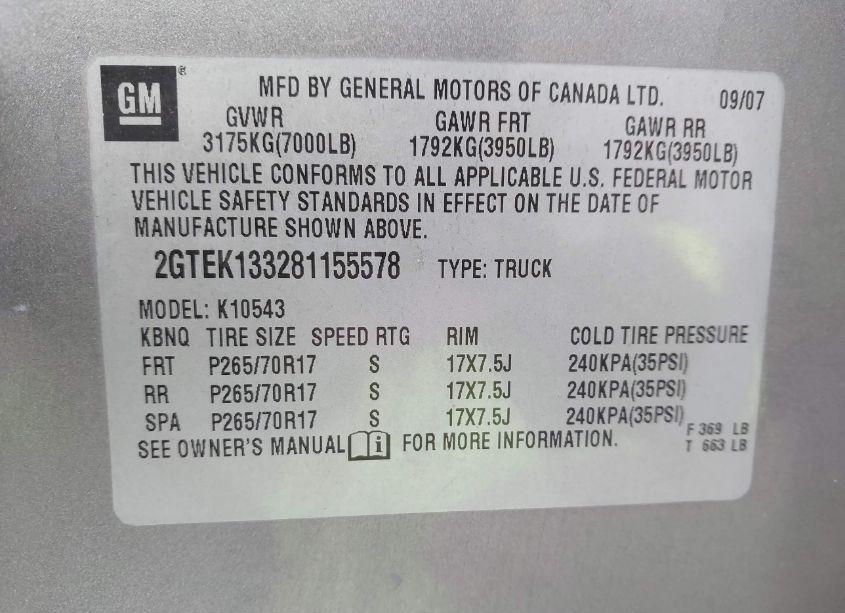 GM ®
MFD BY GENERAL MOTORS OF CANADA LTD. 09/07
GVWR GAWR FRT GAWR RR
3175KG(7000LB) 1792KG(3950LB) 1792KG(3950LB)
THIS VEHICLE CONFORMS TO ALL APPLICABLE U.S. FEDERAL MOTOR
VEHICLE SAFETY STANDARDS IN EFFECT ON THE DATE OF
MANUFACTURE SHOWN ABOVE.
2GTEK133281155578 TYPE: TRUCK
MODEL: K10543
KBNQ TIRE SIZE SPEED RTG RIM COLD TIRE PRESSURE
FRT P265/70R17 S 17X7.5J 240KPA(35PSI)
RR P265/70R17 S 17X7.5J 240KPA(35PSI)
SPA P265/70R17 S 17X7.5J 240KPA(35PSI)
SEE OWNER'S MANUAL i FOR MORE INFORMATION.
F 369 LB
T 663 LB